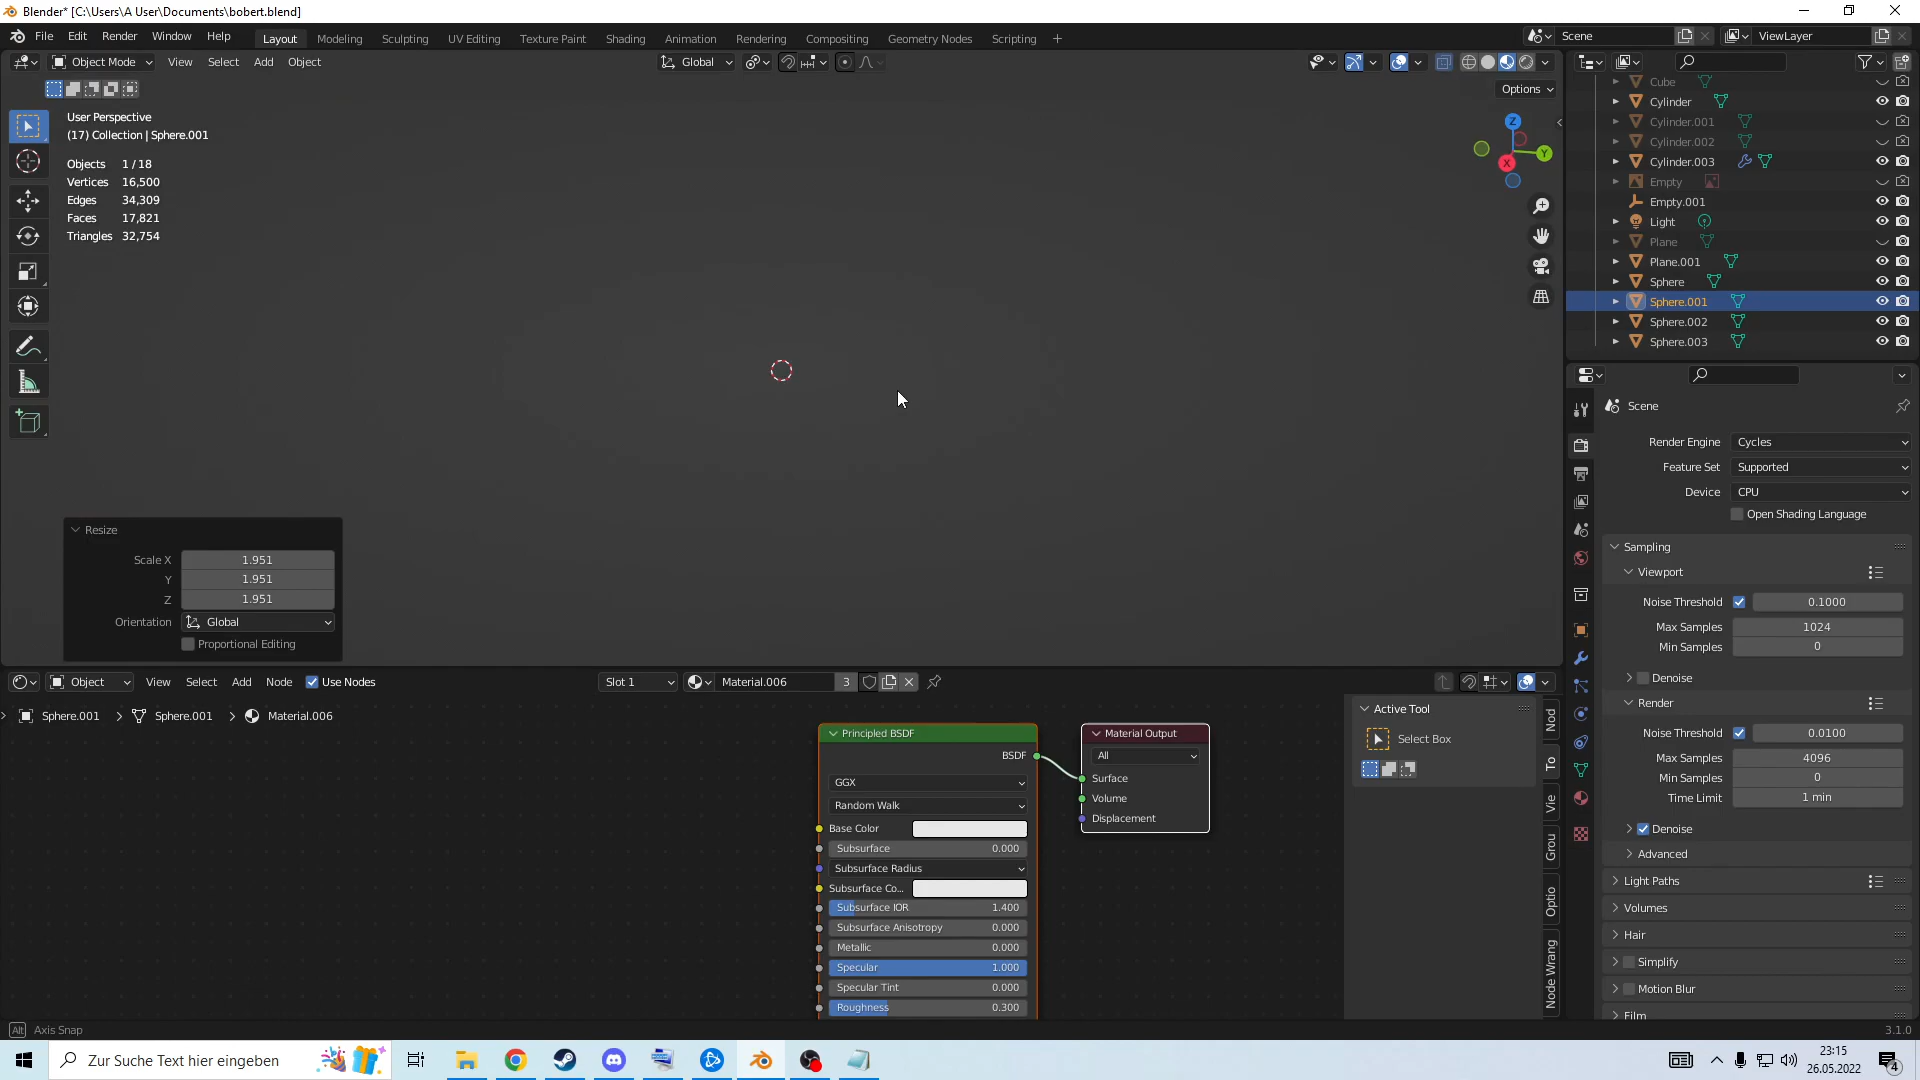 Blender* [C:\Users\A User\Documents\bobert.blend]
File Edit Render Window Help Layout Modeling Sculpting UV Editing Texture Paint Shading Animation Rendering Compositing Geometry Nodes Scripting + Scene ViewLayer
Object Mode View Select Add Object Global
Options
User Perspective
(17) Collection | Sphere.001
Objects 1/18
Vertices 16,500
Edges 34,309
Faces 17,821
Triangles 32,754
Z
Y
X
Cube
Cylinder
Cylinder.001
Cylinder.002
Cylinder.003
Empty
Empty.001
Light
Plane
Plane.001
Sphere
Sphere.001
Sphere.002
Sphere.003
Resize
Scale X 1.951
Y 1.951
Z 1.951
Orientation Global
Proportional Editing
Scene
Render Engine Cycles
Feature Set Supported
Device CPU
Open Shading Language
Sampling
Viewport
Noise Threshold 0.1000
Max Samples 1024
Min Samples 0
Denoise
Render
Noise Threshold 0.0100
Max Samples 4096
Min Samples 0
Time Limit 1 min
Denoise
Advanced
Light Paths
Volumes
Hair
Simplify
Motion Blur
Film
Object View Select Add Node Use Nodes Slot 1 Material.006 3
Sphere.001 > Sphere.001 > Material.006
Principled BSDF
BSDF
GGX
Random Walk
Base Color
Subsurface 0.000
Subsurface Radius
Subsurface Co...
Subsurface IOR 1.400
Subsurface Anisotropy 0.000
Metallic 0.000
Specular 1.000
Specular Tint 0.000
Roughness 0.300
Material Output
All
Surface
Volume
Displacement
Active Tool
Select Box
Nod
To
Vie
Grou
Optio
Node Wrang
Alt Axis Snap
3.1.0
Zur Suche Text hier eingeben
23:15
26.05.2022
4